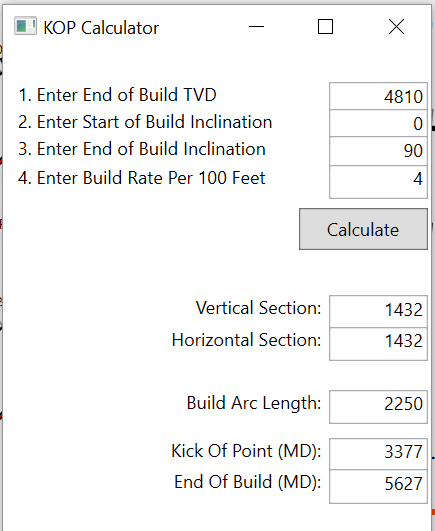 KOP Calculator
1. Enter End of Build TVD 4810
2. Enter Start of Build Inclination 0
3. Enter End of Build Inclination 90
4. Enter Build Rate Per 100 Feet 4
Calculate
Vertical Section: 1432
Horizontal Section: 1432
Build Arc Length: 2250
Kick Of Point (MD): 3377
End Of Build (MD): 5627